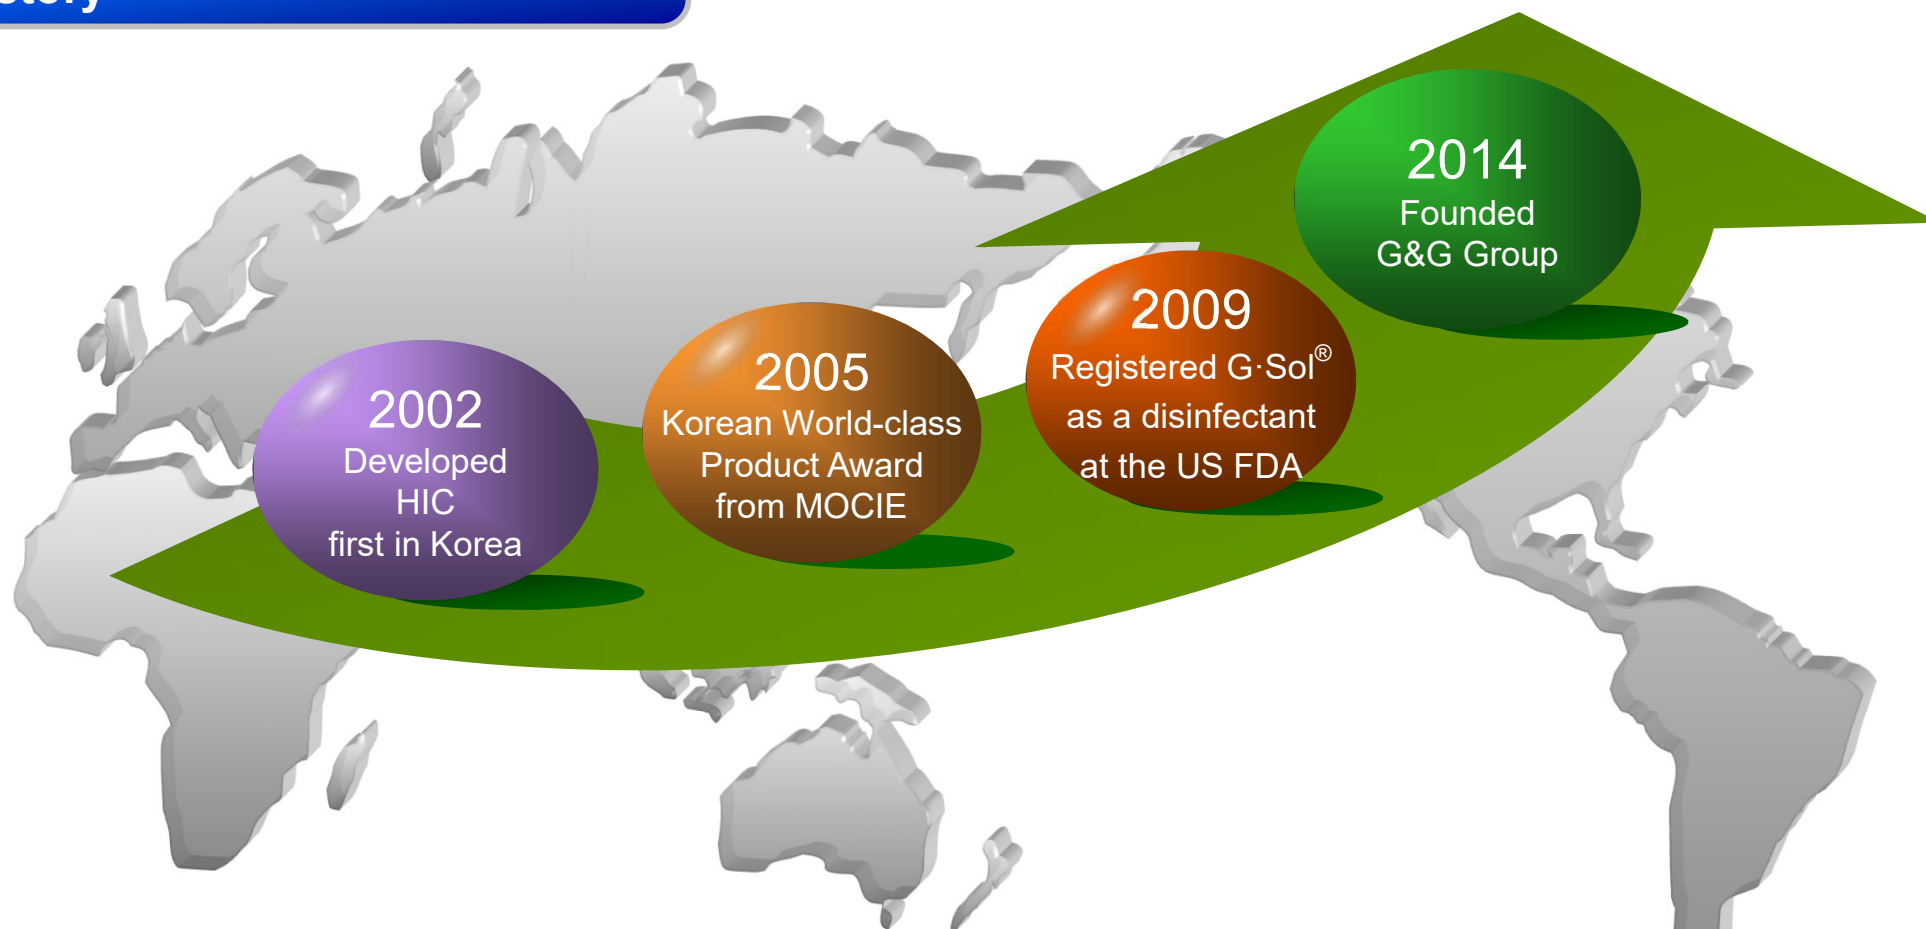 2002
Developed
HIC
first in Korea
2005
Korean World-class
Product Award
from MOCIE
2009
Registered G·Sol®
as a disinfectant
at the US FDA
2014
Founded
G&G Group